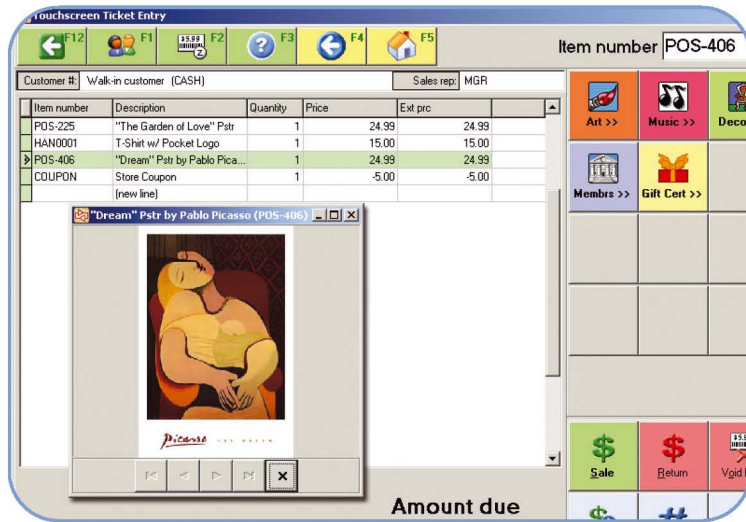 Touchscreen Ticket Entry
F12 F1 F2 F3 F4 F5
Item number POS-406
Customer #: Walk-in customer (CASH) Sales rep: MGR
Item number Description Quantity Price Ext prc
POS-225 "The Garden of Love" Pstr 1 24.99 24.99
HAN0001 T-Shirt w/ Pocket Logo 1 15.00 15.00
POS-406 "Dream" Pstr by Pablo Pica... 1 24.99 24.99
COUPON Store Coupon -5.00 -5.00
(new line)
Art >> Music >> Deco
Membrs >> Gift Cert >>
"Dream" Pstr by Pablo Picasso (POS-406)
Picasso THE DREAM
Sale Return Void
Amount due